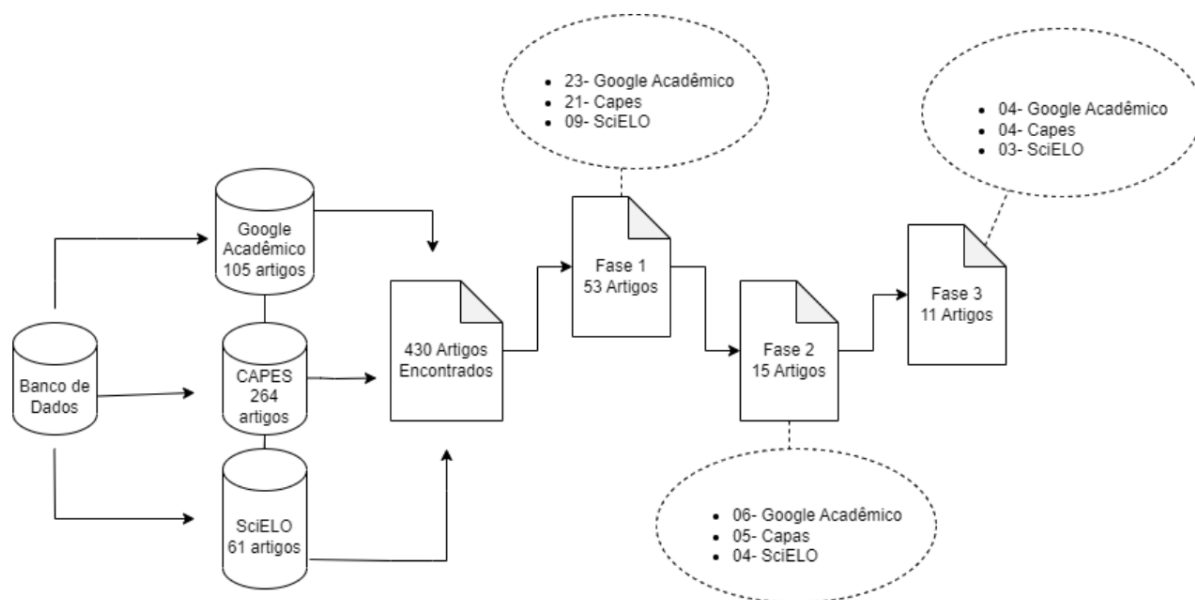 23- Google Acadêmico
21- Capes
09- SciELO
04- Google Acadêmico
04- Capes
03- SciELO
Google
Acadêmico
105 artigos
Banco de
Dados
CAPES
264
artigos
SciELO
61 artigos
430 Artigos
Encontrados
Fase 1
53 Artigos
Fase 2
15 Artigos
Fase 3
11 Artigos
06- Google Acadêmico
05- Capas
04- SciELO